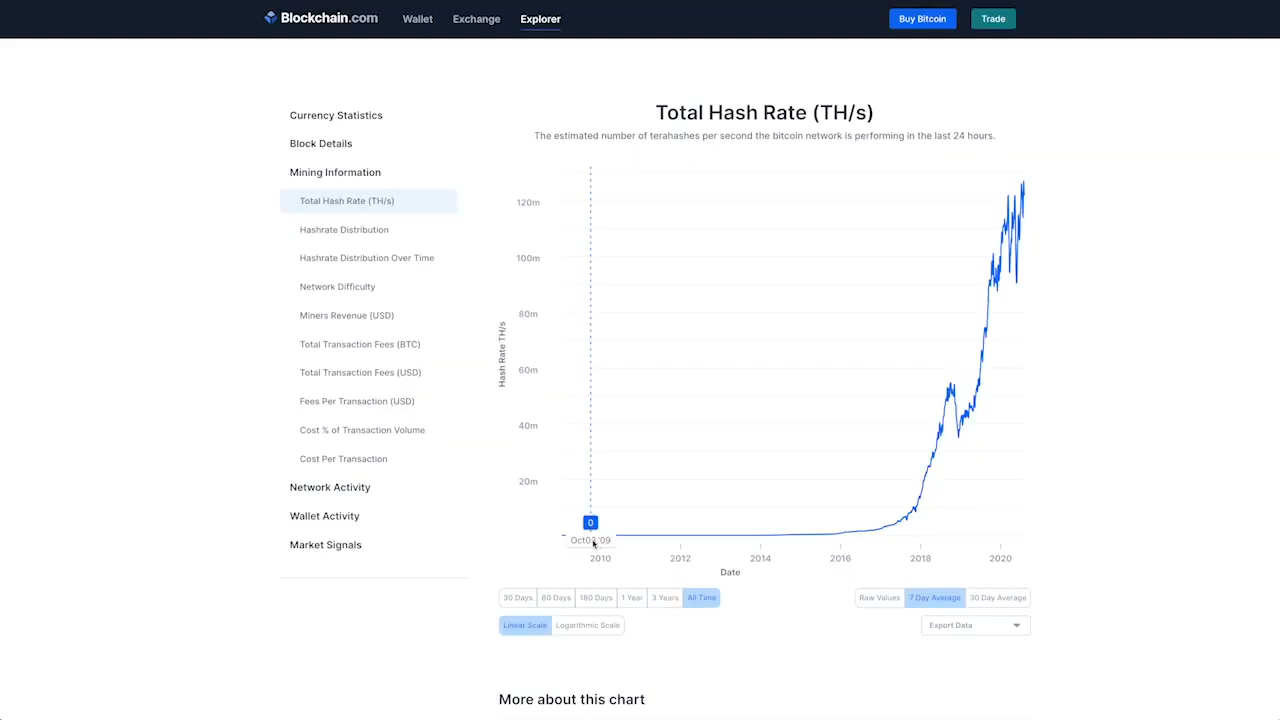 Blockchain.com Wallet Exchange Explorer Buy Bitcoin Trade
Currency Statistics
Block Details
Mining Information
Total Hash Rate (TH/s)
Hashrate Distribution
Hashrate Distribution Over Time
Network Difficulty
Miners Revenue (USD)
Total Transaction Fees (BTC)
Total Transaction Fees (USD)
Fees Per Transaction (USD)
Cost % of Transaction Volume
Cost Per Transaction
Network Activity
Wallet Activity
Market Signals
Total Hash Rate (TH/s)
The estimated number of terahashes per second the bitcoin network is performing in the last 24 hours.
Hash Rate TH/s
120m
100m
80m
60m
40m
20m
0
'09
2010 2012 2014 2016 2018 2020
Date
30 Days 60 Days 180 Days 1 Year 3 Years All Time
Raw Values 7 Day Average 30 Day Average
Linear Scale Logarithmic Scale
Export Data
More about this chart